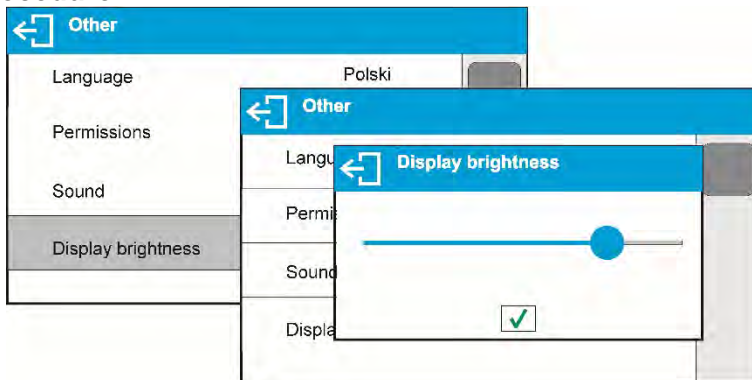 Other
Language Polski
Permissions
Sound
Display brightness
Other
Langu
Permi
Sound
Displa
Display brightness